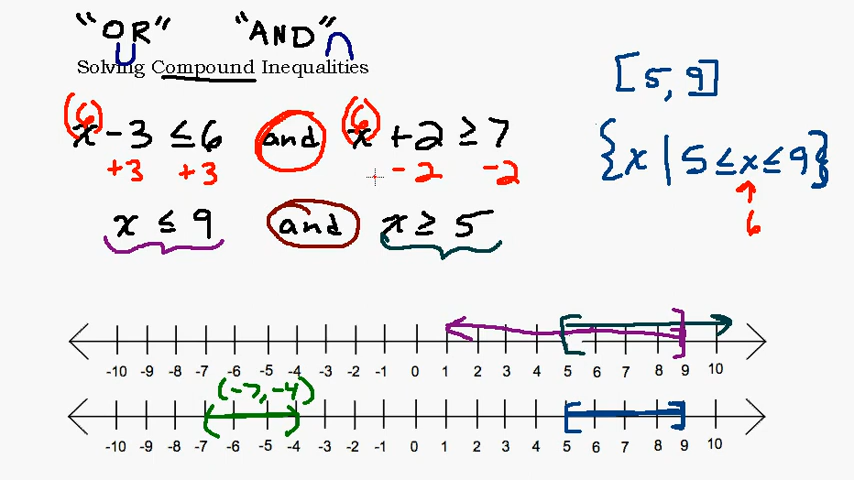 "OR" "AND" ∩
∪
Solving Compound Inequalities
[5, 9]
(6) (6)
x - 3 ≤ 6 and x + 2 ≥ 7
{x | 5 ≤ x ≤ 9}
+3 +3 -2 -2
6
x ≤ 9 and x ≥ 5
-10 -9 -8 -7 -6 -5 -4 -3 -2 -1 0 1 2 3 4 5 6 7 8 9 10
(-7, -4)
-10 -9 -8 -7 -6 -5 -4 -3 -2 -1 0 1 2 3 4 5 6 7 8 9 10